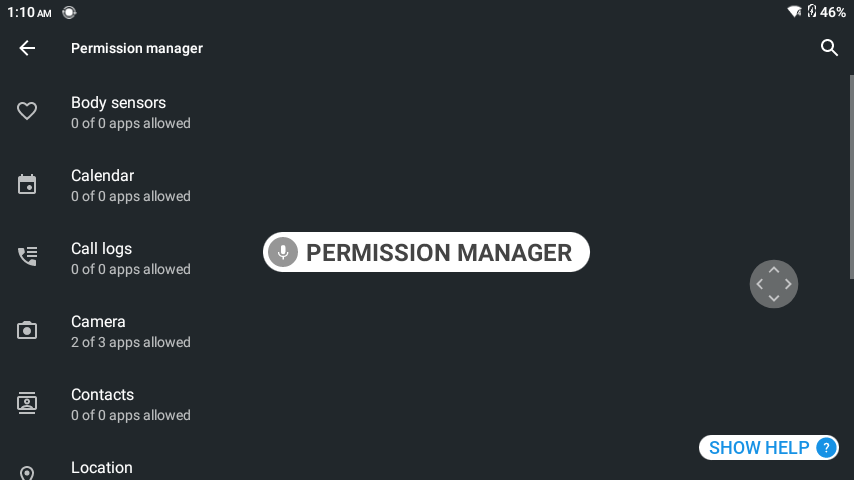 1:10 AM
46%
Permission manager
Body sensors
0 of 0 apps allowed
Calendar
0 of 0 apps allowed
Call logs
0 of 0 apps allowed
PERMISSION MANAGER
Camera
2 of 3 apps allowed
Contacts
0 of 0 apps allowed
SHOW HELP ?
Location